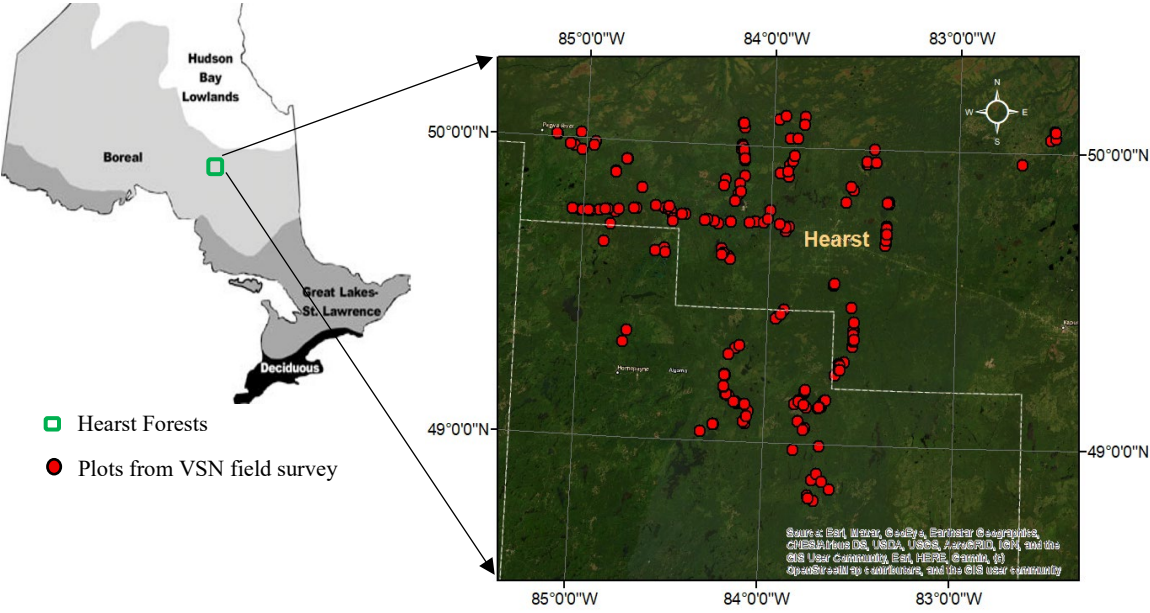 Hudson
Bay
Lowlands
Boreal
Great Lakes-
St. Lawrence
Deciduous
Hearst Forests
Plots from VSN field survey
85°0'0"W
84°0'0"W
83°0'0"W
N
W
E
S
50°0'0"N
50°0'0"N
Hearst
Hornepayne
49°0'0"N
49°0'0"N
Source: Esri, Maxar, GeoEye, Earthstar Geographics,
CNES/Airbus DS, USDA, USGS, AeroGRID, IGN, and the
GIS User Community, Esri, HERE, Garmin, (c)
OpenStreetMap contributors, and the GIS user community
85°0'0"W
84°0'0"W
83°0'0"W